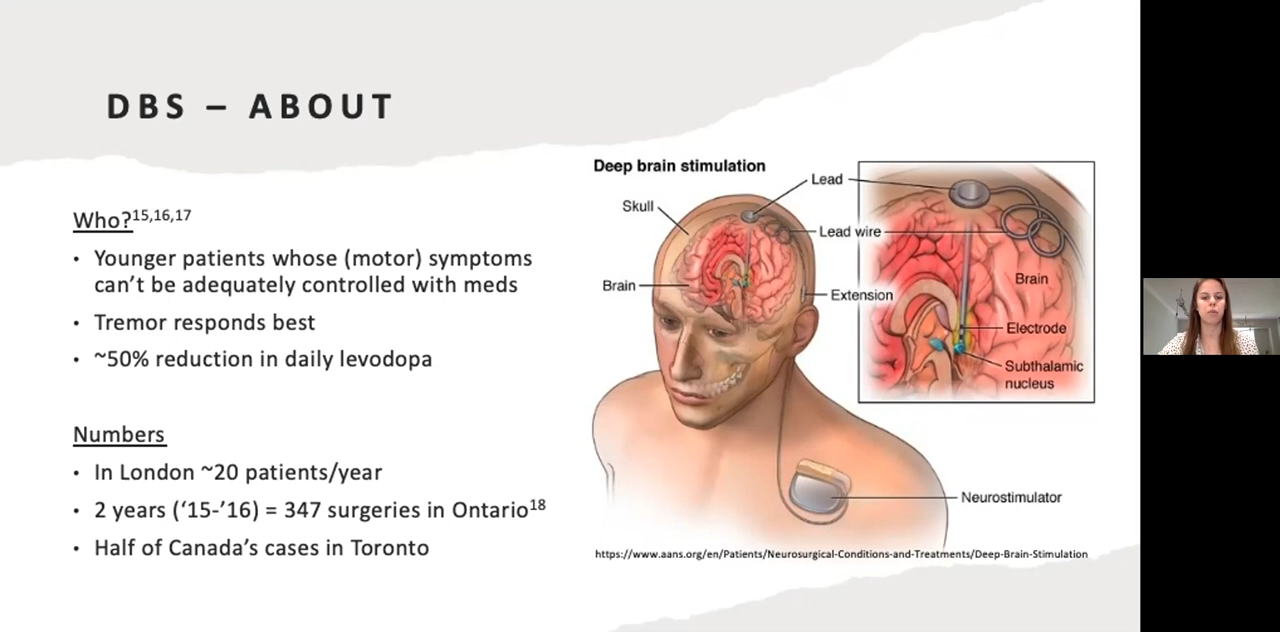 DBS – ABOUT
Who?15,16,17
• Younger patients whose (motor) symptoms
can't be adequately controlled with meds
• Tremor responds best
• ~50% reduction in daily levodopa
Numbers
• In London ~20 patients/year
• 2 years ('15-'16) = 347 surgeries in Ontario18
• Half of Canada's cases in Toronto
Deep brain stimulation
Lead
Skull
Lead wire
Brain
Extension
Brain
Electrode
Subthalamic
nucleus
Neurostimulator
https://www.aans.org/en/Patients/Neurosurgical-Conditions-and-Treatments/Deep-Brain-Stimulation